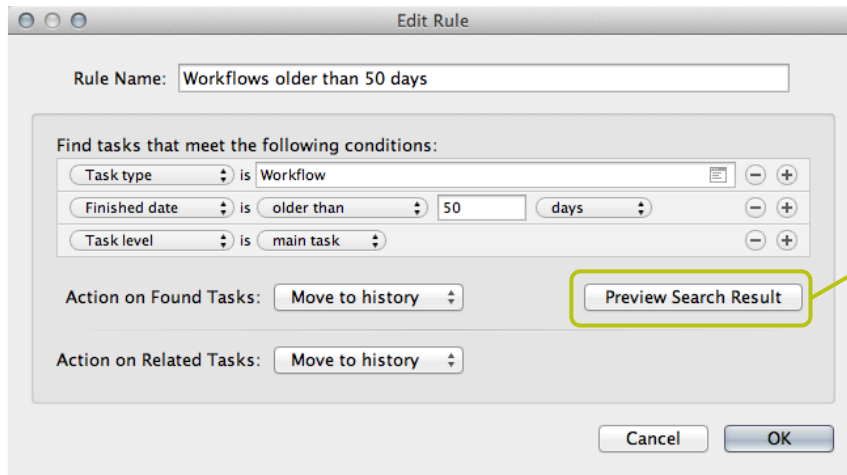 Edit Rule
Rule Name: Workflows older than 50 days
Find tasks that meet the following conditions:
Task type is Workflow
Finished date is older than 50 days
Task level is main task
Action on Found Tasks: Move to history Preview Search Result
Action on Related Tasks: Move to history
Cancel OK